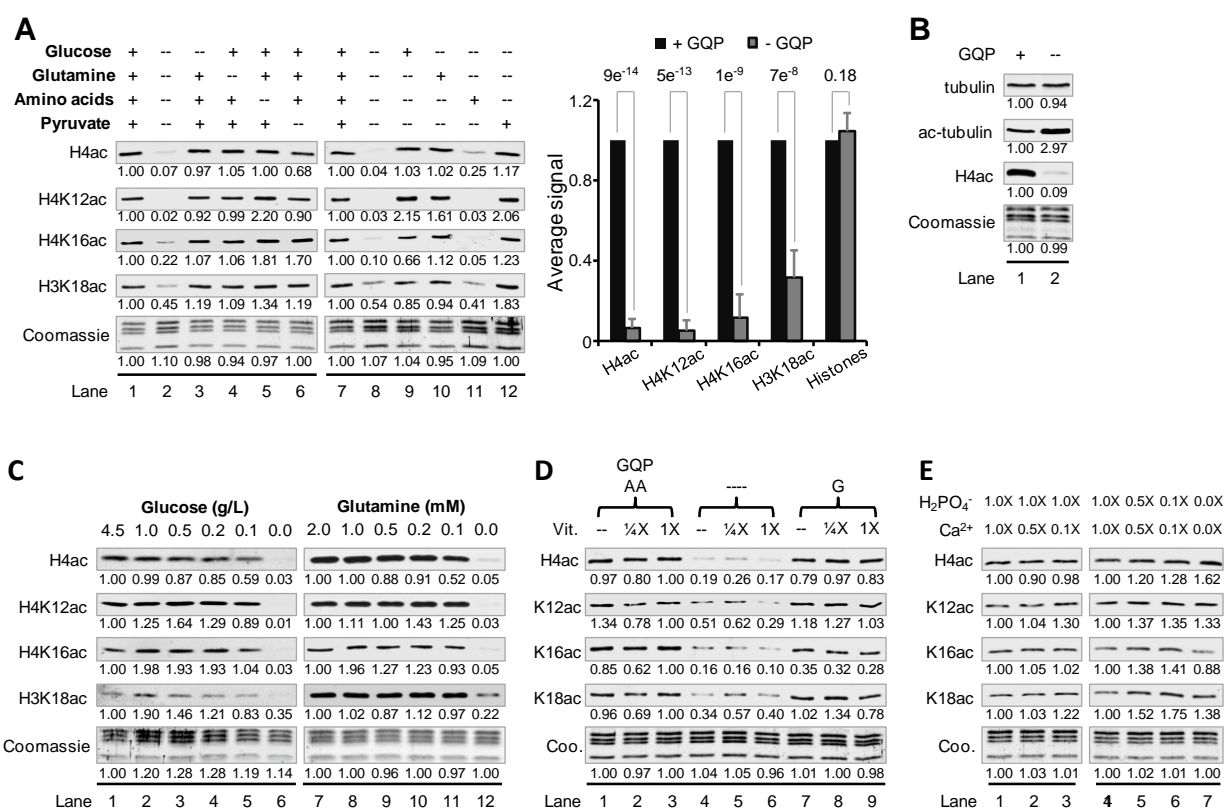 A
Glucose + -- -- + + + + -- + -- -- --
Glutamine + -- + -- + + + -- -- + -- --
Amino acids + -- + + -- + + -- -- -- + --
Pyruvate + -- + + + -- + -- -- -- -- +
H4ac
1.00 0.07 0.97 1.05 1.00 0.68 1.00 0.04 1.03 1.02 0.25 1.17
H4K12ac
1.00 0.02 0.92 0.99 2.20 0.90 1.00 0.03 2.15 1.61 0.03 2.06
H4K16ac
1.00 0.22 1.07 1.06 1.81 1.70 1.00 0.10 0.66 1.12 0.05 1.23
H3K18ac
1.00 0.45 1.19 1.09 1.34 1.19 1.00 0.54 0.85 0.94 0.41 1.83
Coomassie
1.00 1.10 0.98 0.94 0.97 1.00 1.00 1.07 1.04 0.95 1.09 1.00
Lane 1 2 3 4 5 6 7 8 9 10 11 12
+ GQP - GQP
9e-14 5e-13 1e-9 7e-8 0.18
Average signal
1.2
0.8
0.4
0
H4ac H4K12ac H4K16ac H3K18ac Histones
B
GQP + --
tubulin
1.00 0.94
ac-tubulin
1.00 2.97
H4ac
1.00 0.09
Coomassie
1.00 0.99
Lane 1 2
C
Glucose (g/L) Glutamine (mM)
4.5 1.0 0.5 0.2 0.1 0.0 2.0 1.0 0.5 0.2 0.1 0.0
H4ac
1.00 0.99 0.87 0.85 0.59 0.03 1.00 1.00 0.88 0.91 0.52 0.05
H4K12ac
1.00 1.25 1.64 1.29 0.89 0.01 1.00 1.11 1.00 1.43 1.25 0.03
H4K16ac
1.00 1.98 1.93 1.93 1.04 0.03 1.00 1.96 1.27 1.23 0.93 0.05
H3K18ac
1.00 1.90 1.46 1.21 0.83 0.35 1.00 1.02 0.87 1.12 0.97 0.22
Coomassie
1.00 1.20 1.28 1.28 1.19 1.14 1.00 1.00 0.96 1.00 0.97 1.00
Lane 1 2 3 4 5 6 7 8 9 10 11 12
D
GQP
AA ---- G
Vit. -- ¼X 1X -- ¼X 1X -- ¼X 1X
H4ac
0.97 0.80 1.00 0.19 0.26 0.17 0.79 0.97 0.83
K12ac
1.34 0.78 1.00 0.51 0.62 0.29 1.18 1.27 1.03
K16ac
0.85 0.62 1.00 0.16 0.16 0.10 0.35 0.32 0.28
K18ac
0.96 0.69 1.00 0.34 0.57 0.40 1.02 1.34 0.78
Coo.
1.00 0.97 1.00 1.04 1.05 0.96 1.01 1.00 0.98
Lane 1 2 3 4 5 6 7 8 9
E
H₂PO₄⁻ 1.0X 1.0X 1.0X 1.0X 0.5X 0.1X 0.0X
Ca²⁺ 1.0X 0.5X 0.1X 1.0X 0.5X 0.1X 0.0X
H4ac
1.00 0.90 0.98 1.00 1.20 1.28 1.62
K12ac
1.00 1.04 1.30 1.00 1.37 1.35 1.33
K16ac
1.00 1.05 1.02 1.00 1.38 1.41 0.88
K18ac
1.00 1.03 1.22 1.00 1.52 1.75 1.38
Coo.
1.00 1.03 1.01 1.00 1.02 1.01 1.00
Lane 1 2 3 4 5 6 7